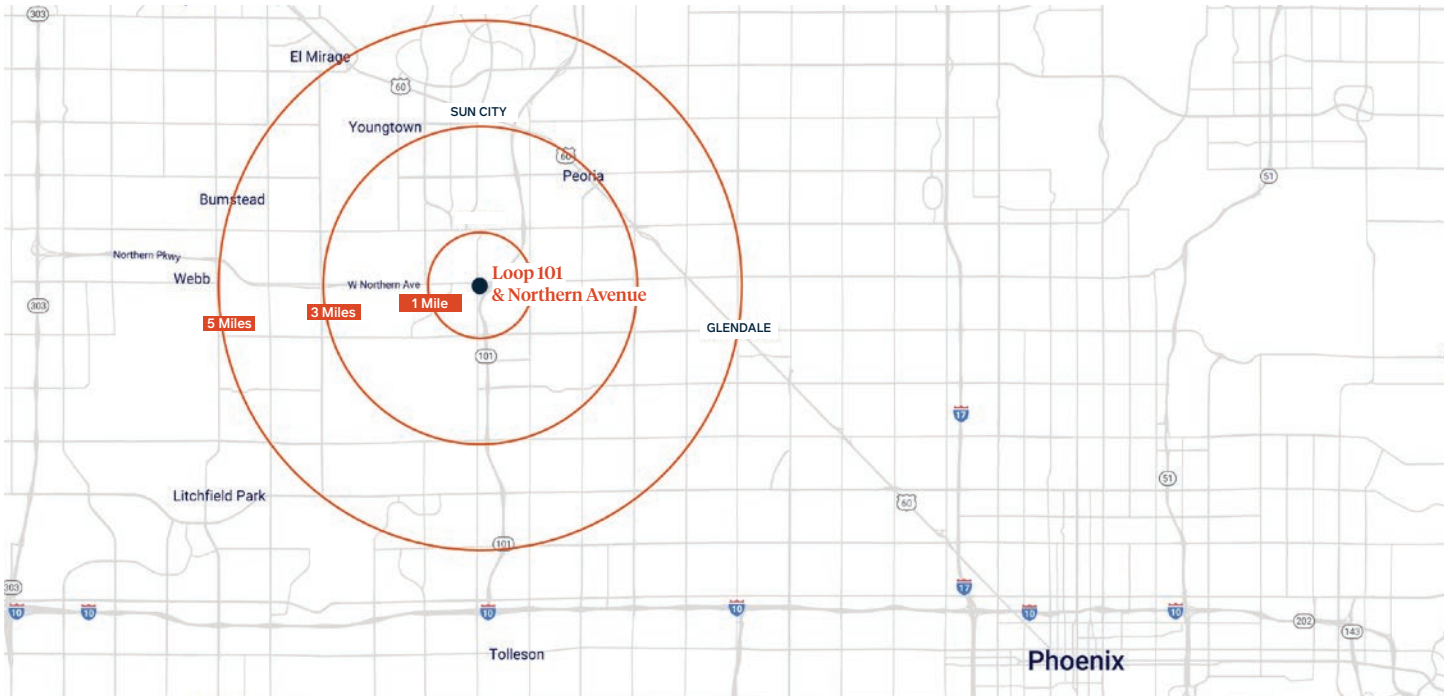 303
El Mirage
60
SUN CITY
Youngtown
60
Peoria
51
Bumstead
Northern Pkwy
Webb
W Northern Ave
Loop 101
& Northern Avenue
1 Mile
3 Miles
5 Miles
303
GLENDALE
101
17
51
Litchfield Park
60
101
303
17
10
10
10
10
10
10
202
143
Tolleson
Phoenix